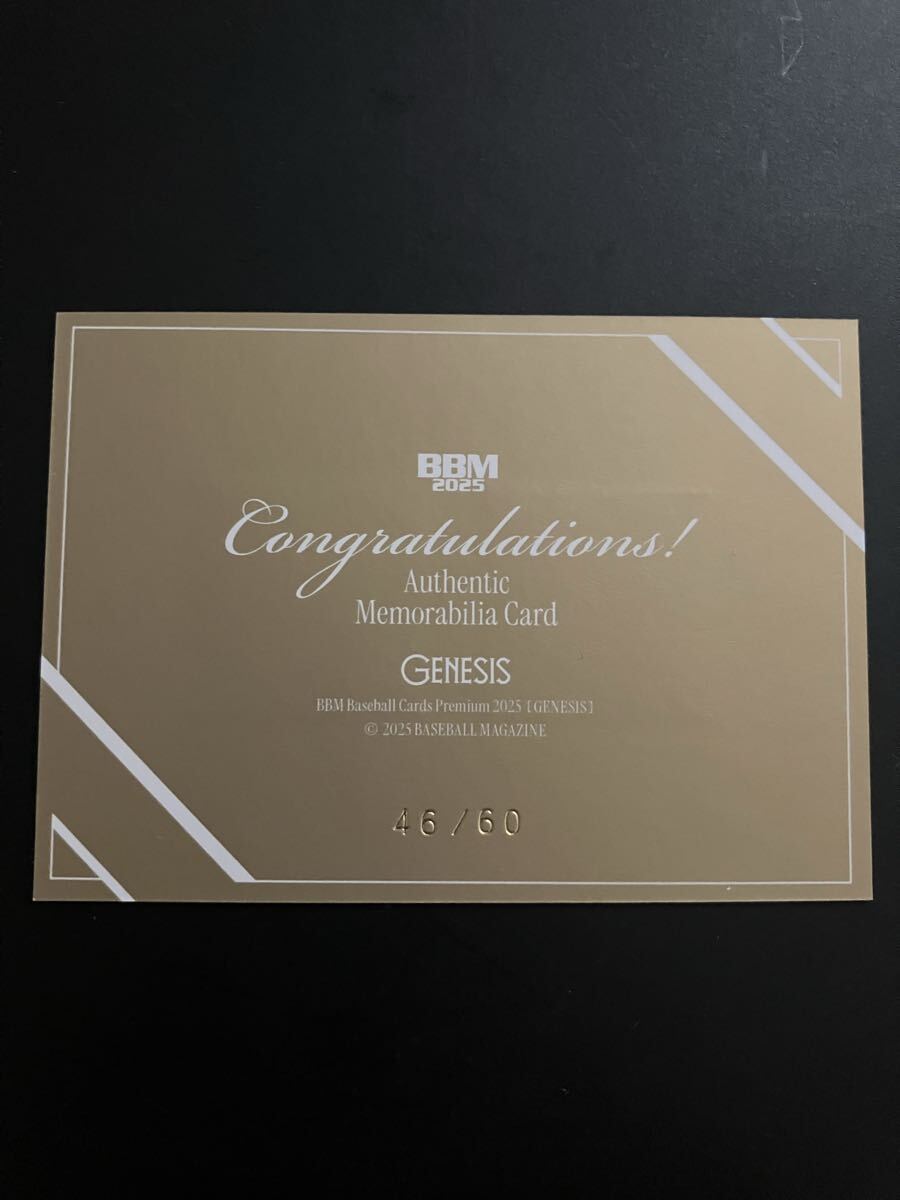 BBM
2025
Congratulations!
Authentic
Memorabilia Card
GENESIS
BBM Baseball Cards Premium 2025 [GENESIS]
© 2025 BASEBALL MAGAZINE
46/60